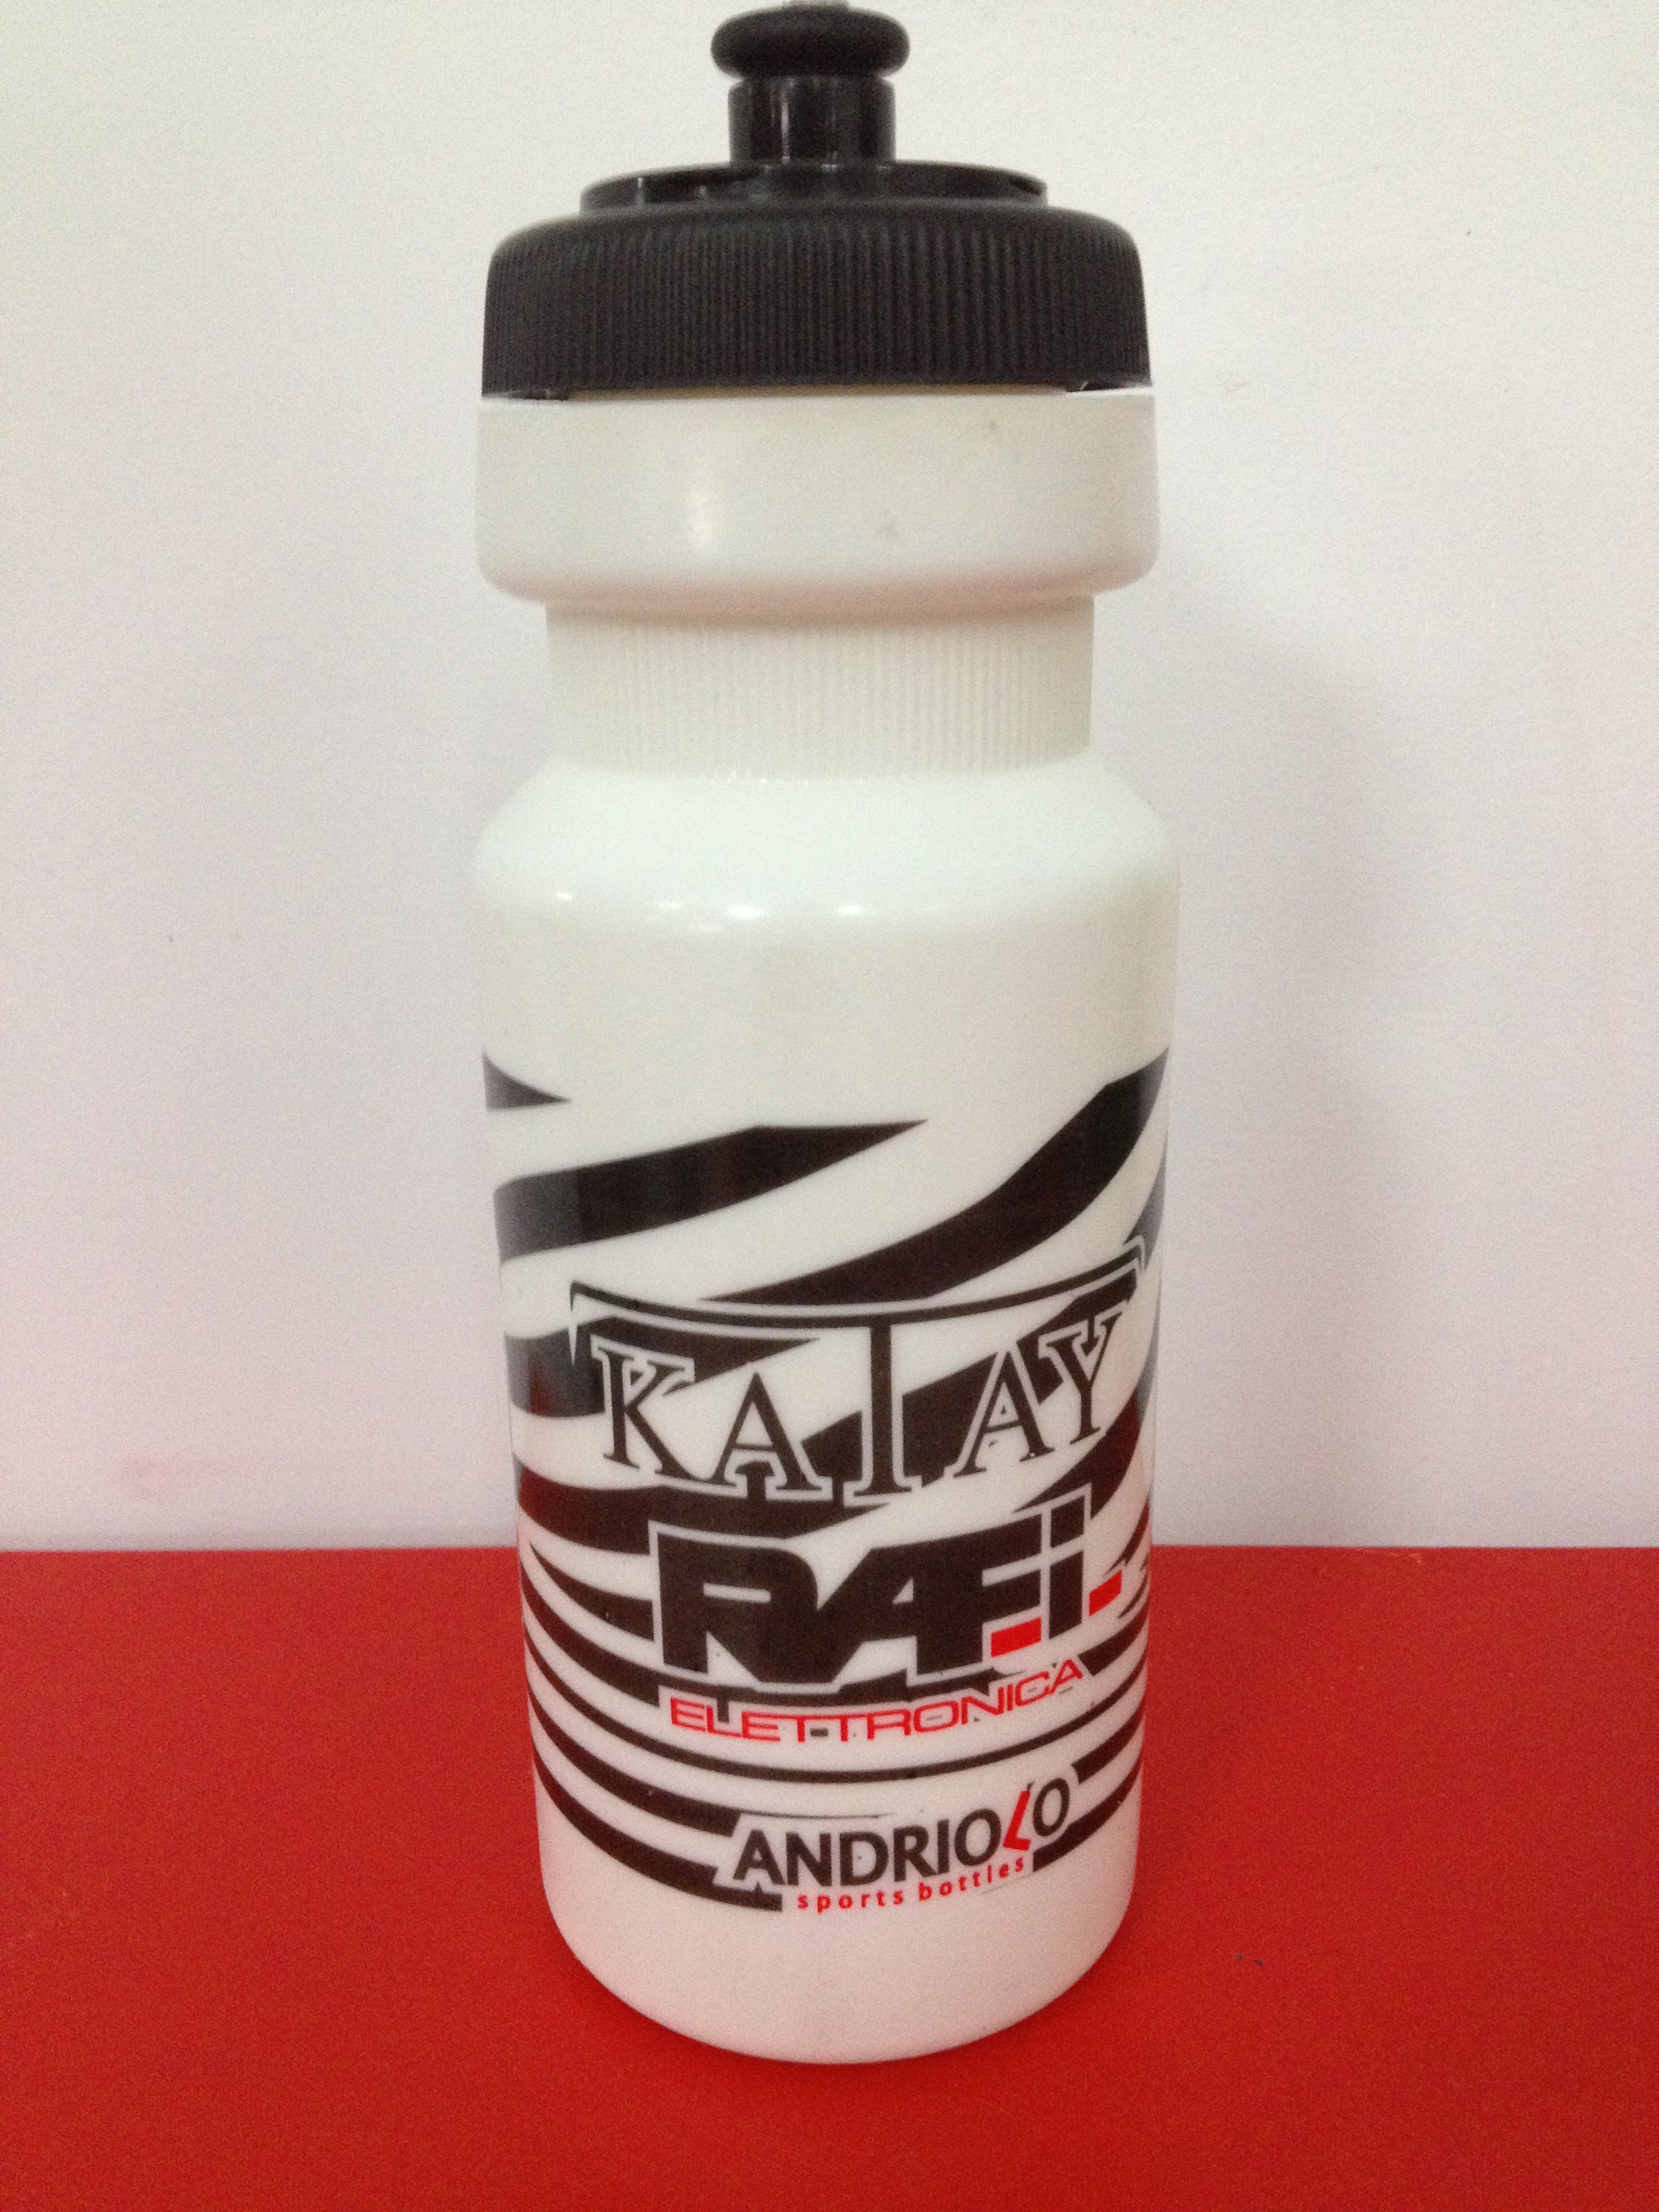 KATAY
RAFI
ELETTRONICA
ANDRIOLO
sports bottles